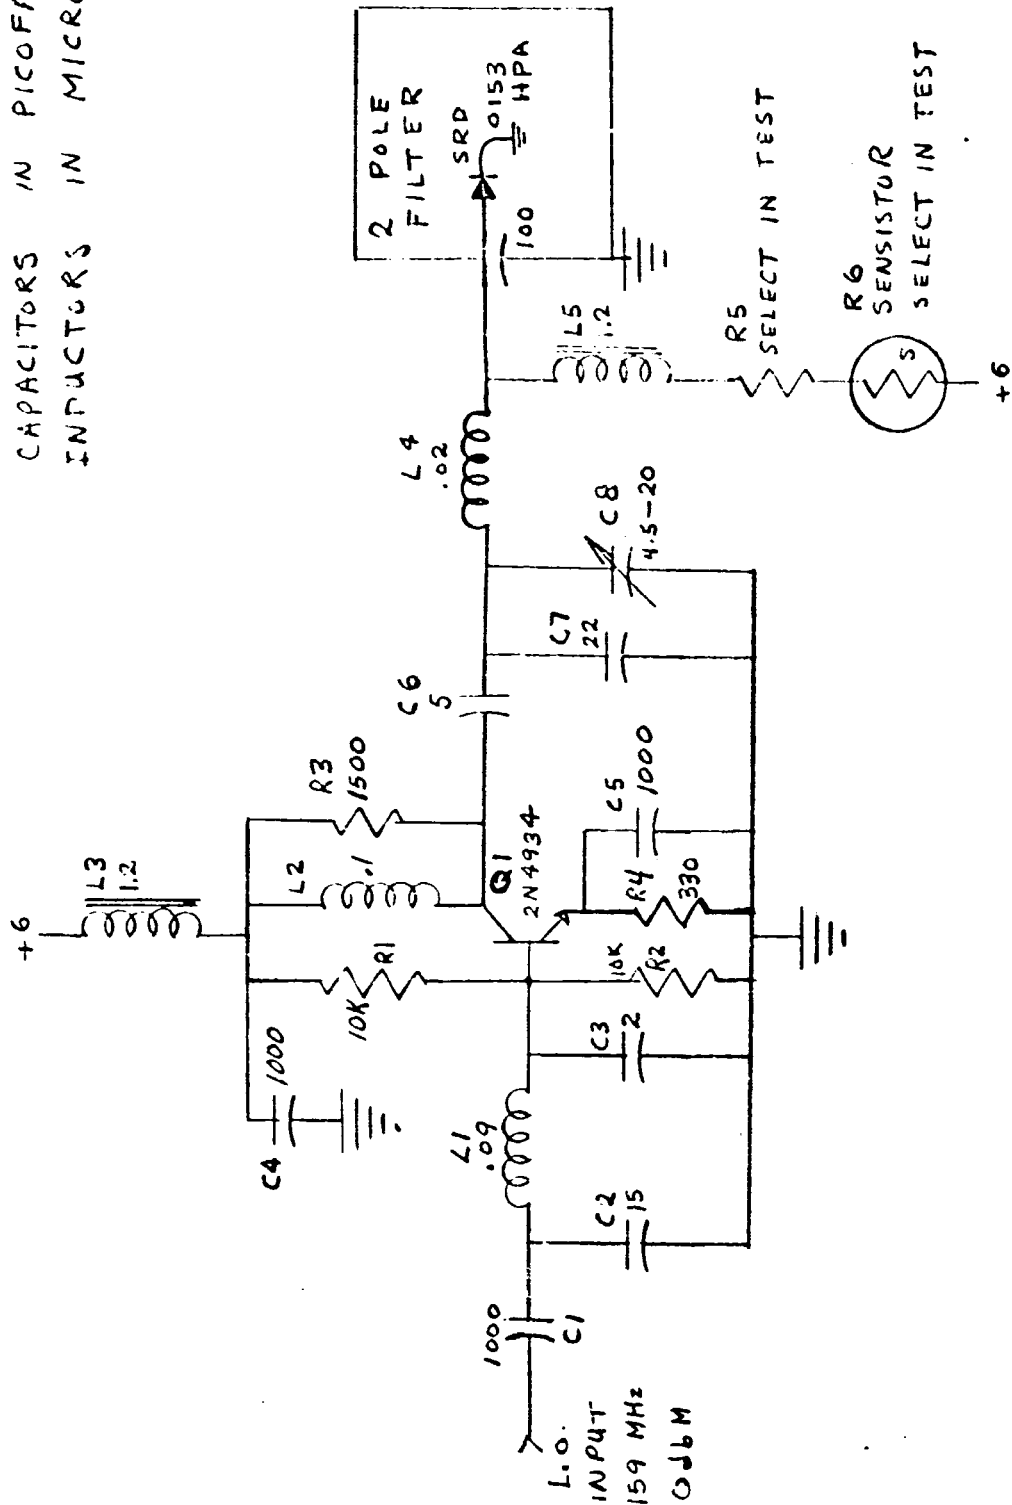 CAPACITORS IN
INDUCTORS IN
+6
L3
1.2
C4
1000
10K
R1
L2
.1
R3
1500
Q1
2N4934
L.O.
INPUT
159 MHz
0dbM
1000
C1
C2
15
L1
.09
C3
2
10K
R2
R4
330
C5
1000
C6
5
C7
22
C8
4.5-20
L4
.02
L5
1.2
R5
SELECT IN TEST
R6
SENSISTOR
SELECT IN TEST
S
+6
2 POLE
FILTER
SRD
0153
HPA
100